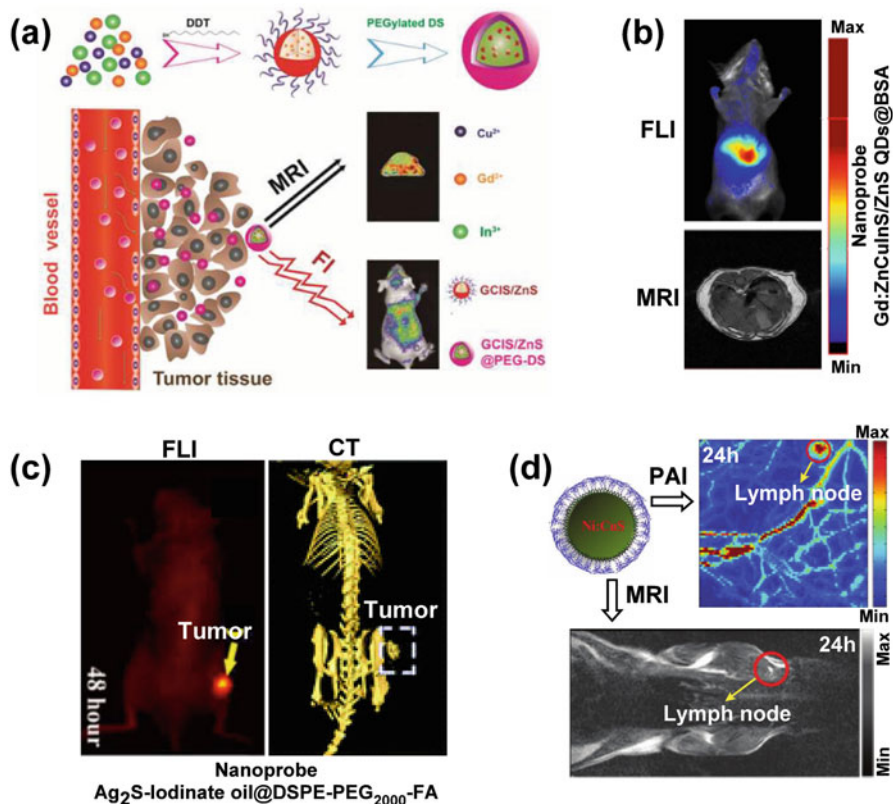 (a)
DDT
PEGylated DS
Blood vessel
Tumor tissue
MRI
FI
Cu²⁺
Gd³⁺
In³⁺
GCIS/ZnS
GCIS/ZnS
@PEG-DS
(b)
FLI
MRI
Max
Min
Nanoprobe
Gd:ZnCuInS/ZnS QDs@BSA
(c)
FLI
CT
Tumor
Tumor
48 hour
Nanoprobe
Ag₂S-Iodinate oil@DSPE-PEG₂₀₀₀-FA
(d)
Ni:CuS
PAI
MRI
24h
Lymph node
Max
Min
24h
Lymph node
Max
Min